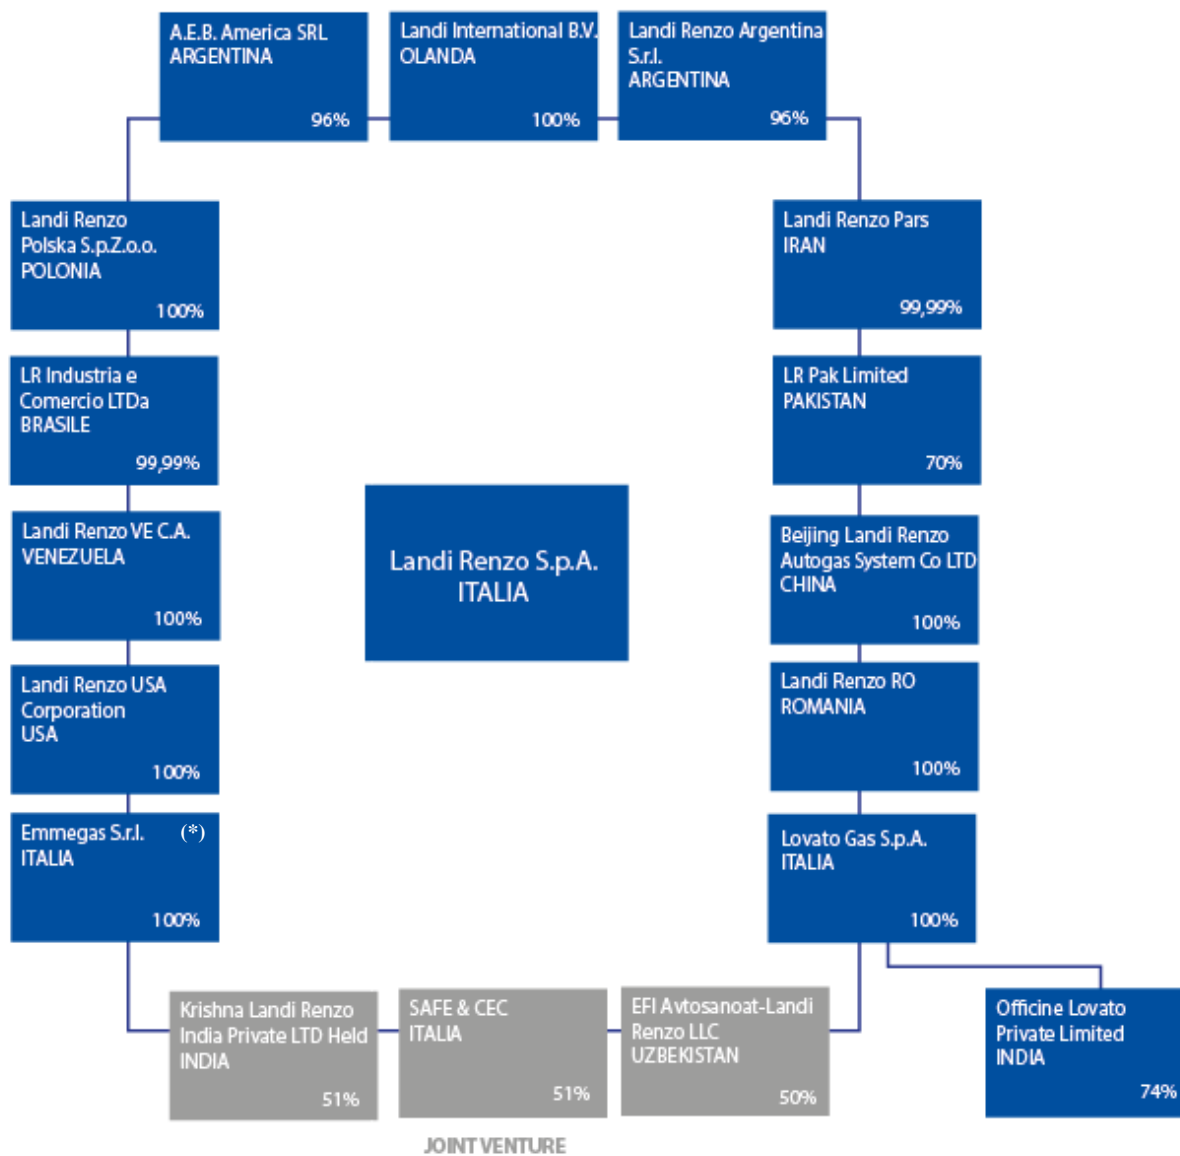 A.E.B. America SRL
ARGENTINA
96%
Landi International B.V.
OLANDA
100%
Landi Renzo Argentina
S.r.l.
ARGENTINA
96%
Landi Renzo
Polska S.p.Z.o.o.
POLONIA
100%
Landi Renzo Pars
IRAN
99,99%
LR Industria e
Comercio LTDa
BRASILE
99,99%
LR Pak Limited
PAKISTAN
70%
Landi Renzo VE C.A.
VENEZUELA
100%
Landi Renzo S.p.A.
ITALIA
Beijing Landi Renzo
Autogas System Co LTD
CHINA
100%
Landi Renzo USA
Corporation
USA
100%
Landi Renzo RO
ROMANIA
100%
Emmegas S.r.l. (*)
ITALIA
100%
Lovato Gas S.p.A.
ITALIA
100%
Krishna Landi Renzo
India Private LTD Held
INDIA
51%
SAFE & CEC
ITALIA
51%
EFI Avtosanoat-Landi
Renzo LLC
UZBEKISTAN
50%
Officine Lovato
Private Limited
INDIA
74%
JOINT VENTURE